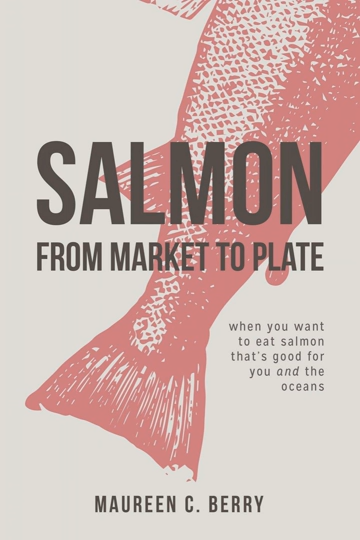 SALMON
FROM MARKET TO PLATE
when you want
to eat salmon
that's good for
you and the
oceans
MAUREEN C. BERRY